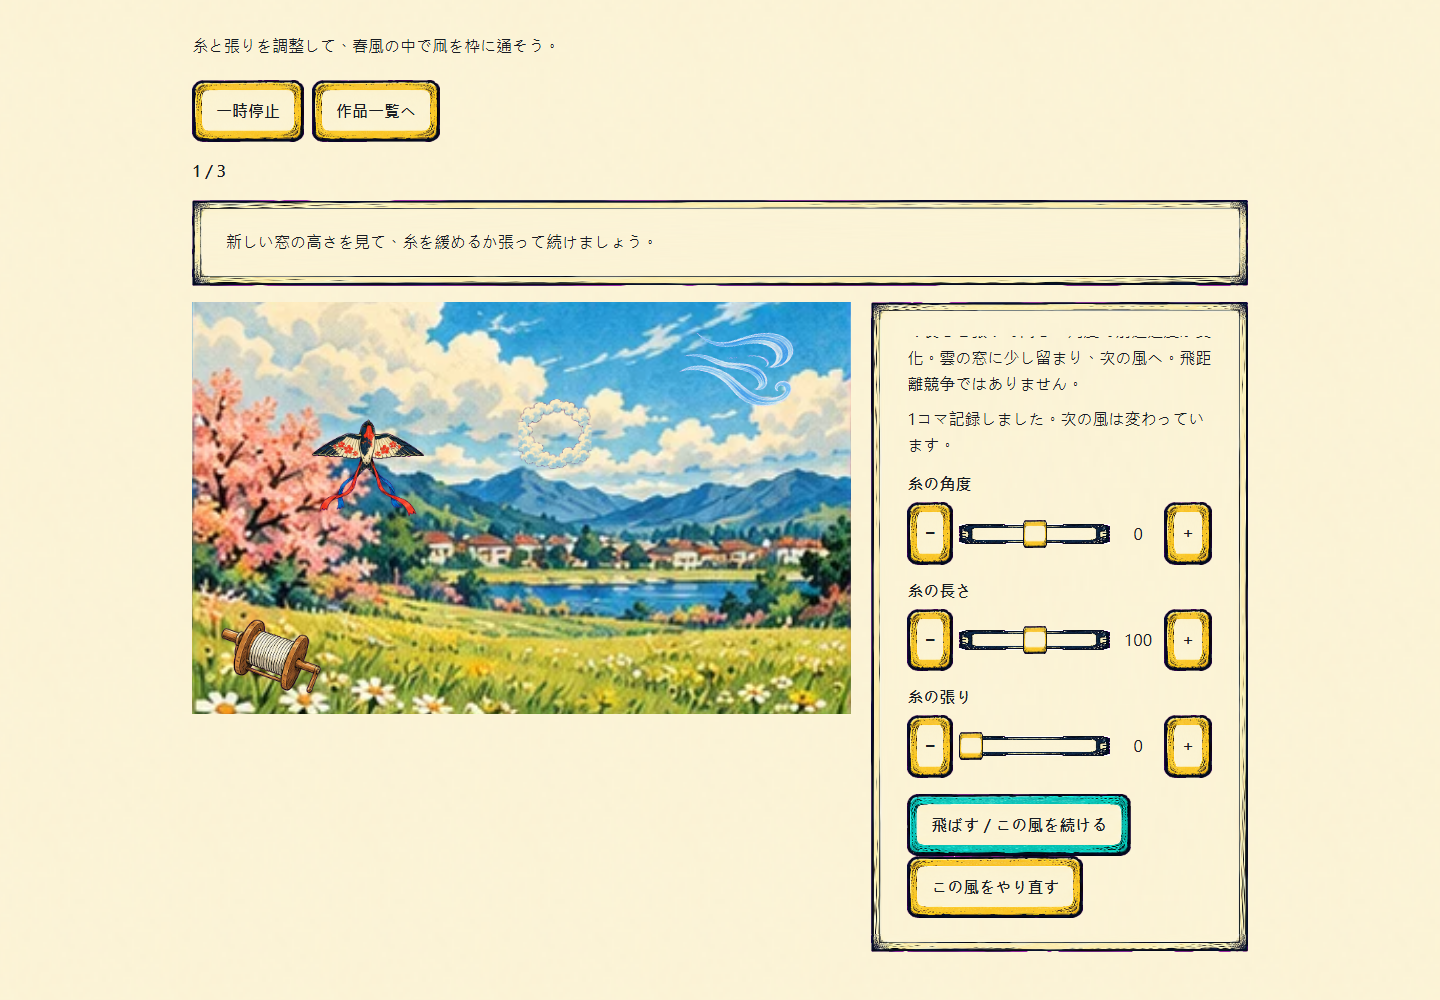 糸と張りを調整して、春風の中で凧を枠に通そう。
一時停止
作品一覧へ
1 / 3
新しい窓の高さを見て、糸を緩めるか張って続けましょう。
化。雲の窓に少し留まり、次の風へ。飛距
離競争ではありません。
1コマ記録しました。次の風は変わってい
ます。
糸の角度
−
0
+
糸の長さ
−
100
+
糸の張り
−
0
+
飛ばす / この風を続ける
この風をやり直す